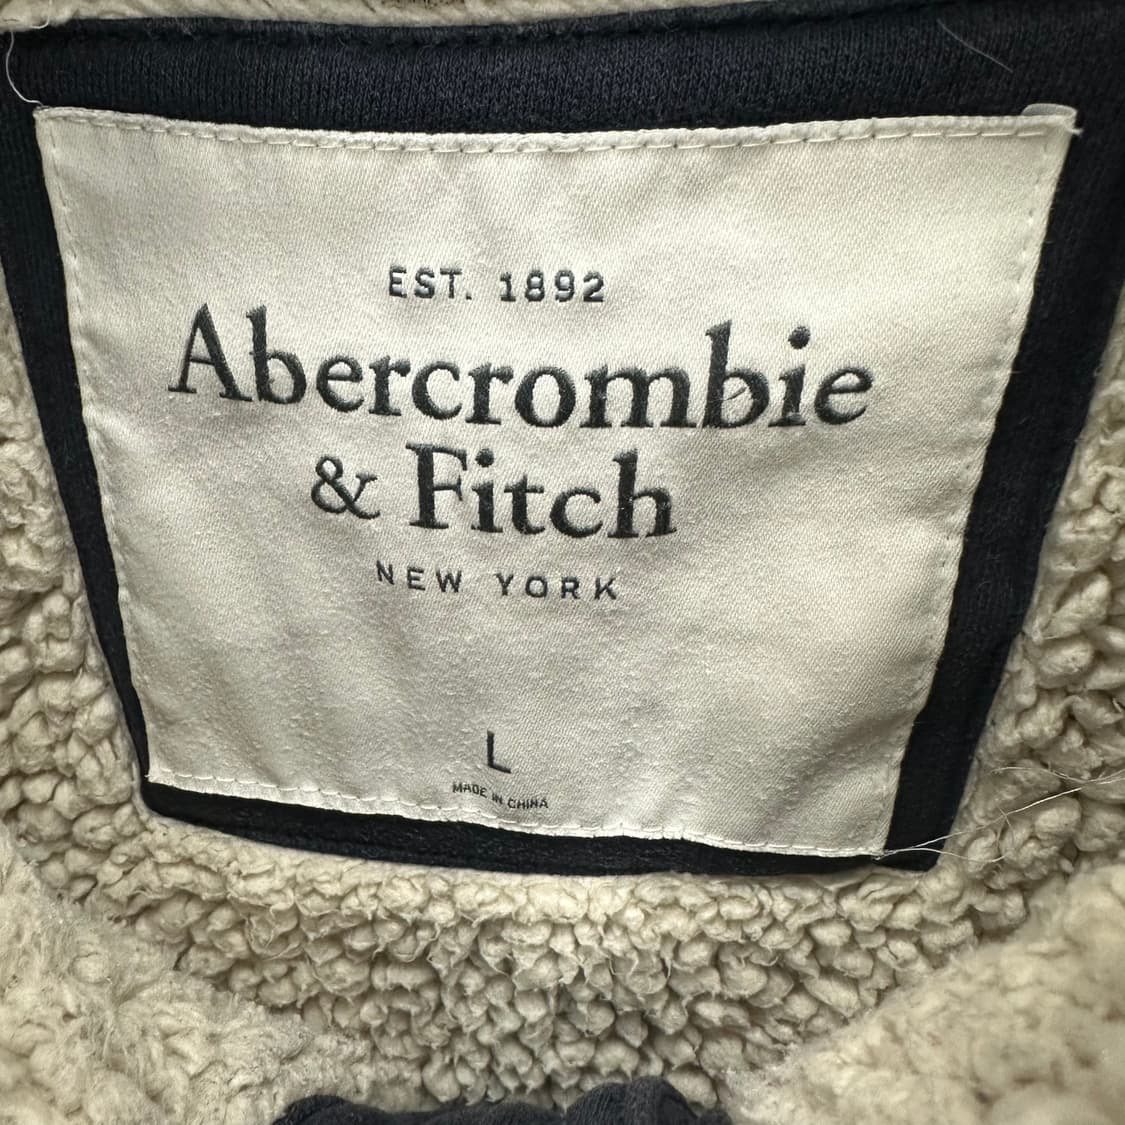 EST. 1892
Abercrombie
& Fitch
NEW YORK
L
MADE IN CHINA